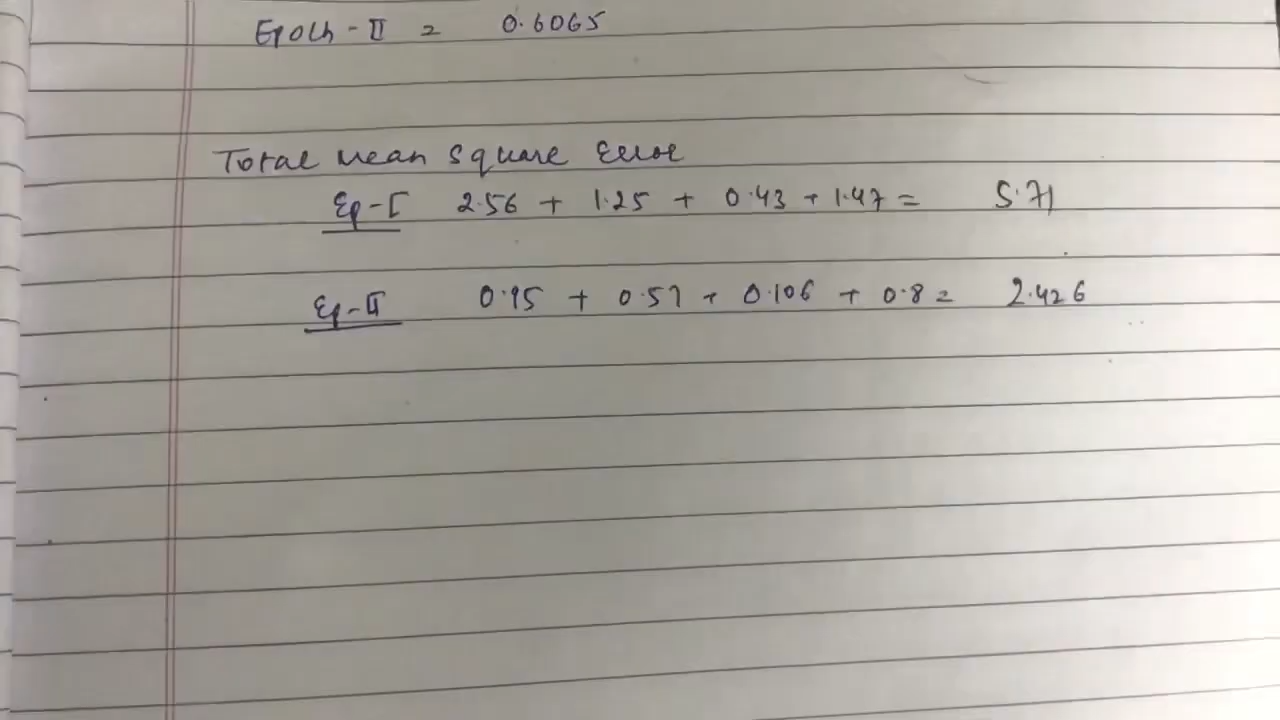 Epoch - II = 0.6065
Total Mean Square Error
Ep-I 2.56 + 1.25 + 0.43 + 1.47 = 5.71
Ep-II 0.95 + 0.57 + 0.106 + 0.8 = 2.426